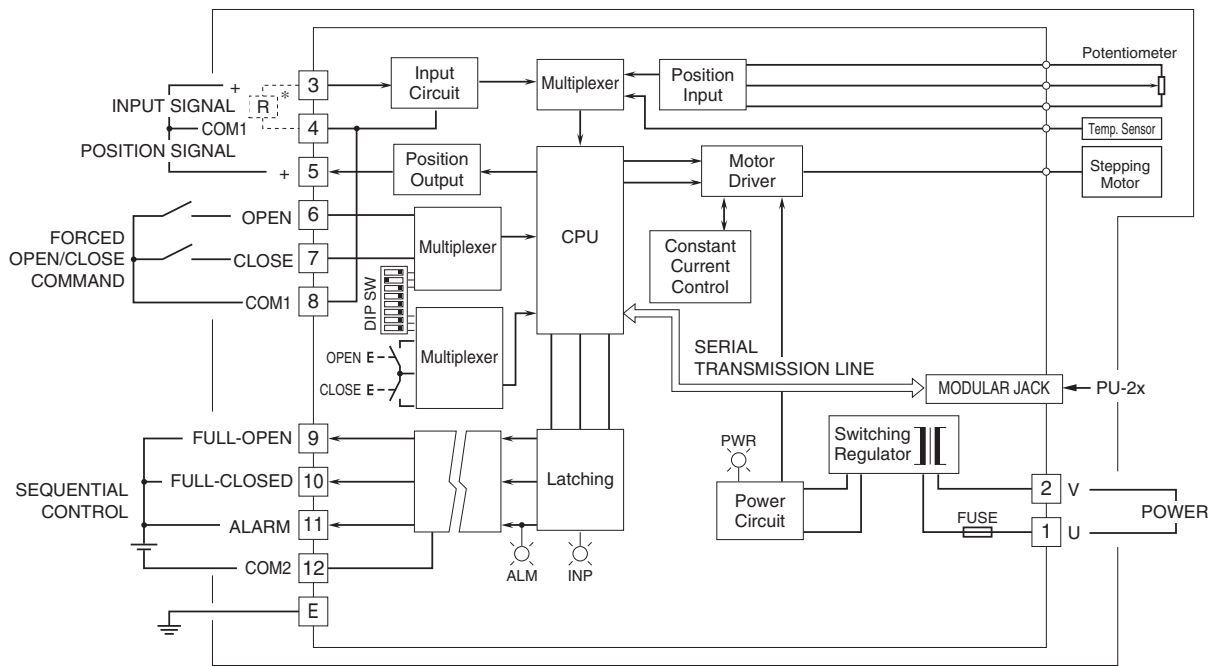 Potentiometer
3
Input
Circuit
Multiplexer
Position
Input
+
R
*
INPUT SIGNAL
COM1
4
Temp. Sensor
POSITION SIGNAL
+
5
Position
Output
CPU
Motor
Driver
Stepping
Motor
FORCED
OPEN/CLOSE
COMMAND
OPEN
6
CLOSE
7
COM1
8
Multiplexer
Constant
Current
Control
DIP SW
Multiplexer
OPEN E
CLOSE E
SERIAL
TRANSMISSION LINE
MODULAR JACK
PU-2x
SEQUENTIAL
CONTROL
FULL-OPEN
9
FULL-CLOSED
10
ALARM
11
COM2
12
E
Latching
ALM
INP
PWR
Power
Circuit
Switching
Regulator
FUSE
2
V
1
U
POWER